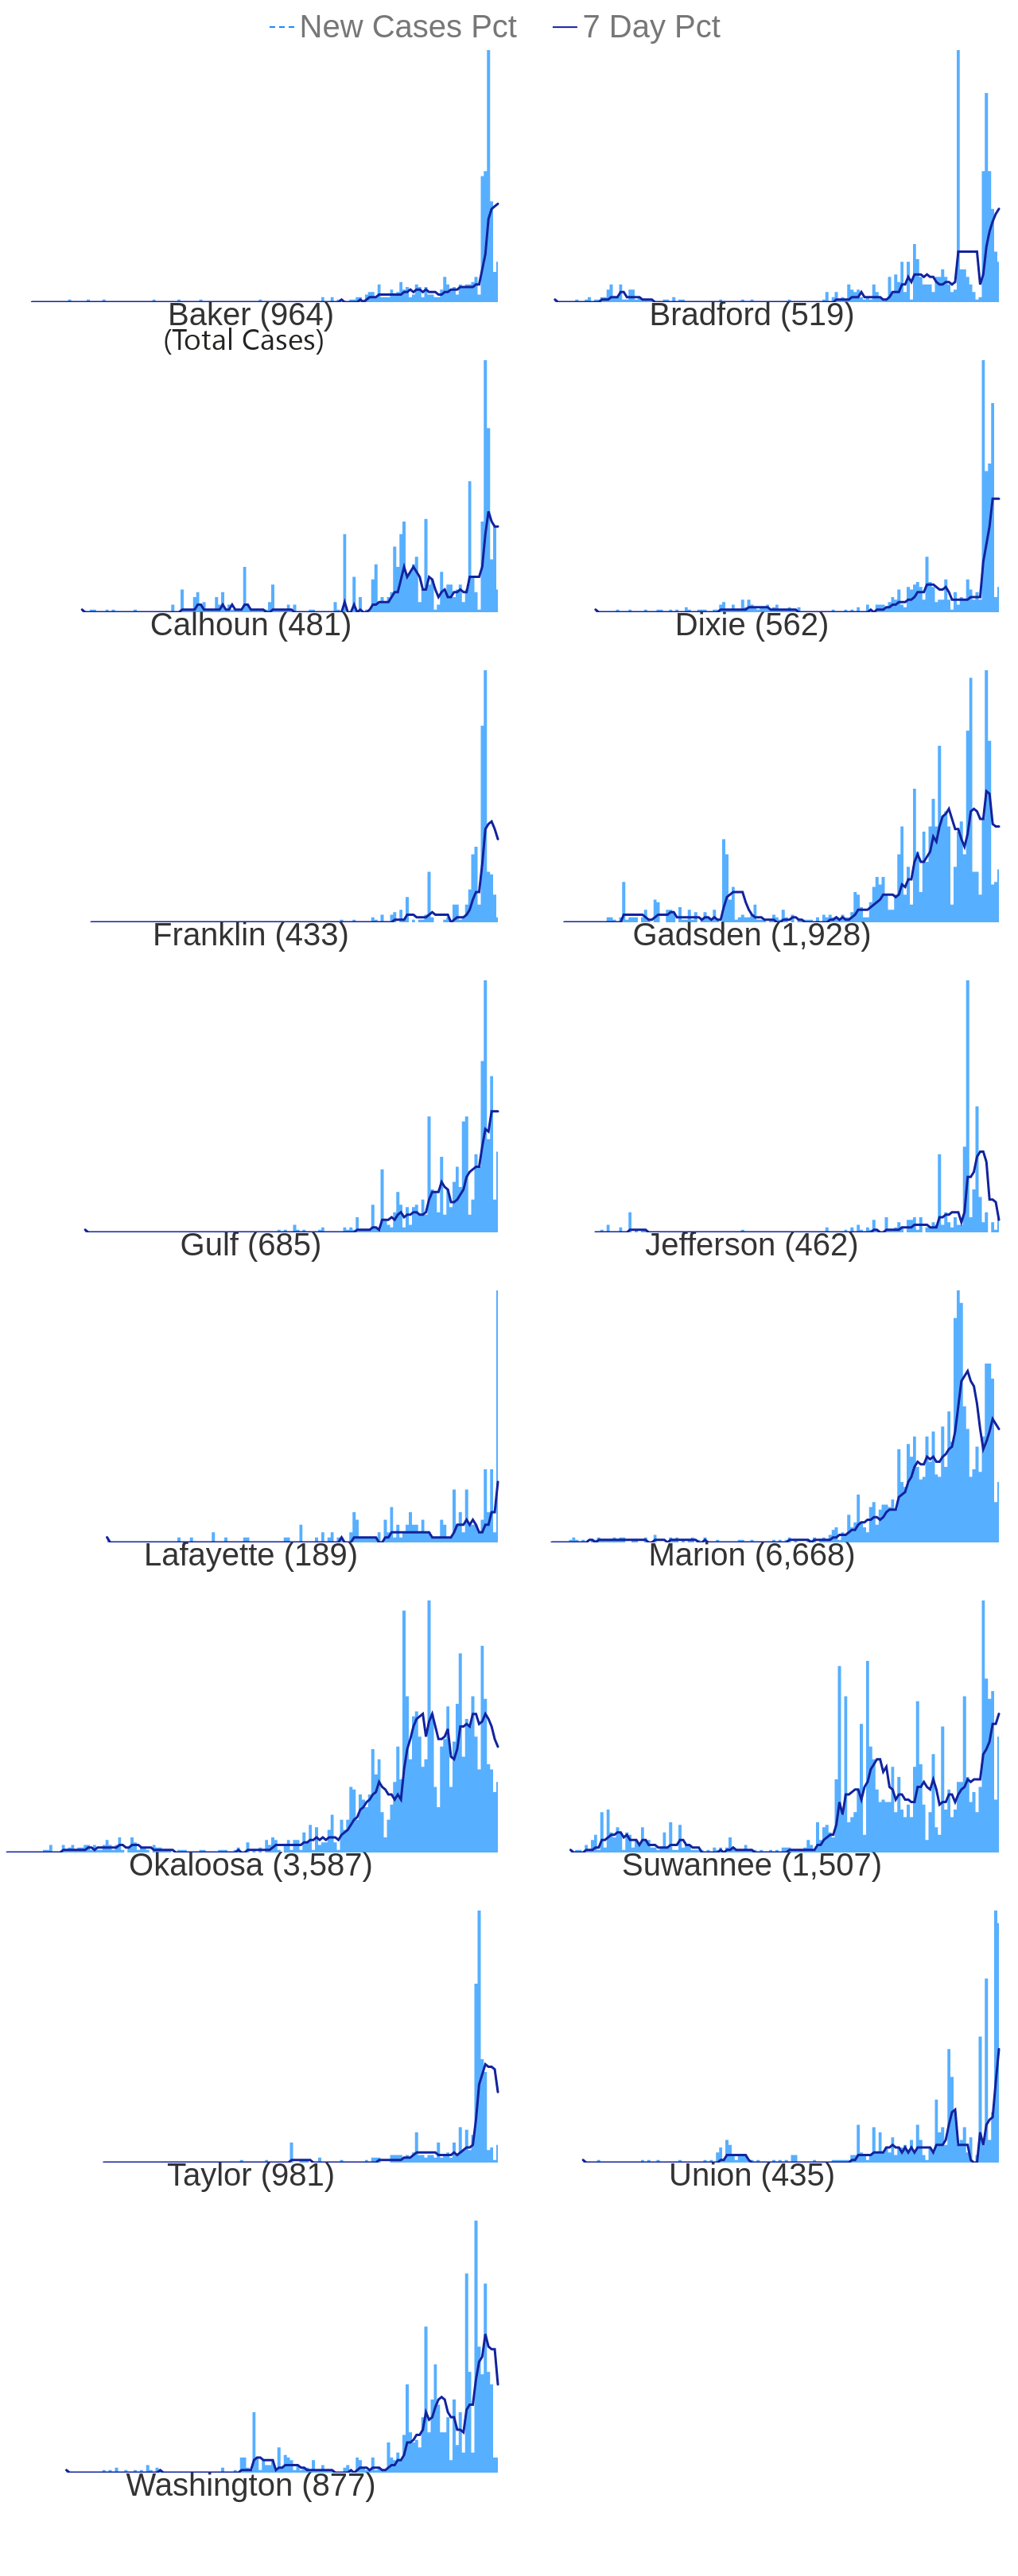 New Cases Pct 7 Day Pct
Baker (964) Bradford (519)
(Total Cases)
Calhoun (481) Dixie (562)
Franklin (433) Gadsden (1,928)
Gulf (685) Jefferson (462)
Lafayette (189) Marion (6,668)
Okaloosa (3,587) Suwannee (1,507)
Taylor (981) Union (435)
Washington (877)